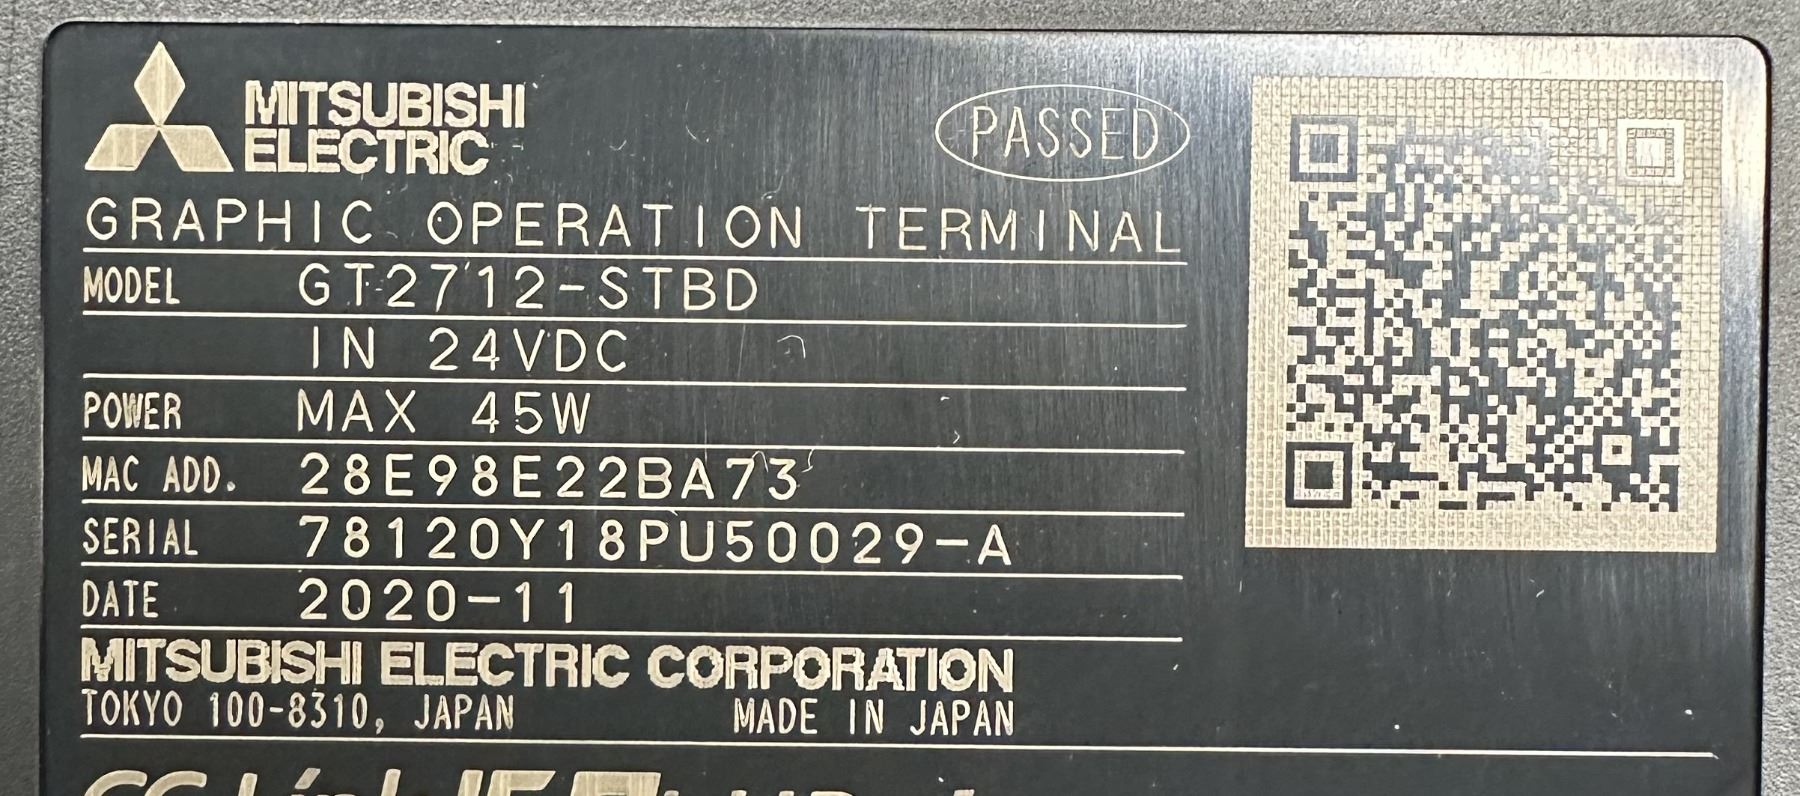 MITSUBISHI
ELECTRIC
PASSED
GRAPHIC OPERATION TERMINAL
MODEL GT2712-STBD
IN 24VDC
POWER MAX 45W
MAC ADD. 28E98E22BA73
SERIAL 78120Y18PU50029-A
DATE 2020-11
MITSUBISHI ELECTRIC CORPORATION
TOKYO 100-8310, JAPAN MADE IN JAPAN